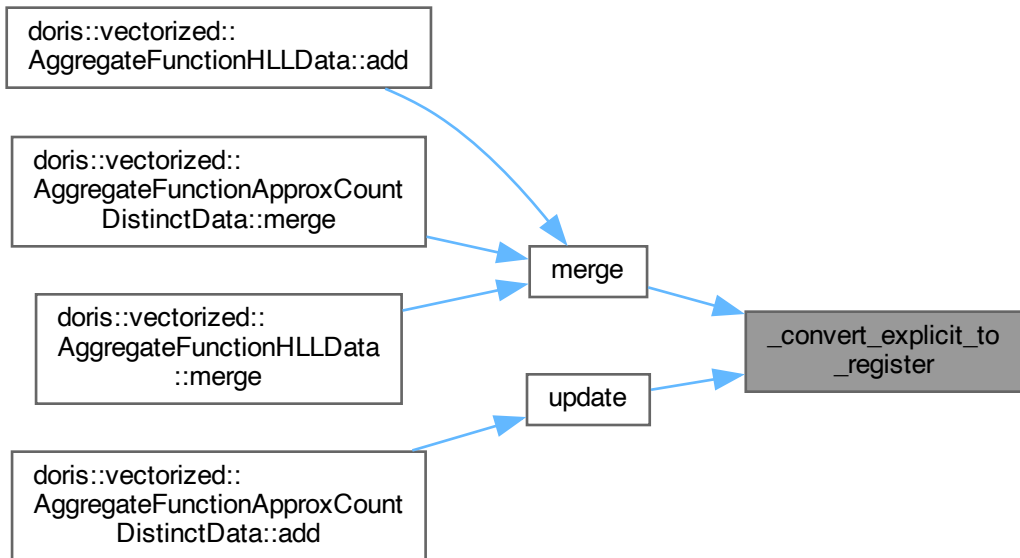 doris::vectorized::
AggregateFunctionHLLData::add
doris::vectorized::
AggregateFunctionApproxCount
DistinctData::merge
doris::vectorized::
AggregateFunctionHLLData
::merge
doris::vectorized::
AggregateFunctionApproxCount
DistinctData::add
merge
update
_convert_explicit_to
_register